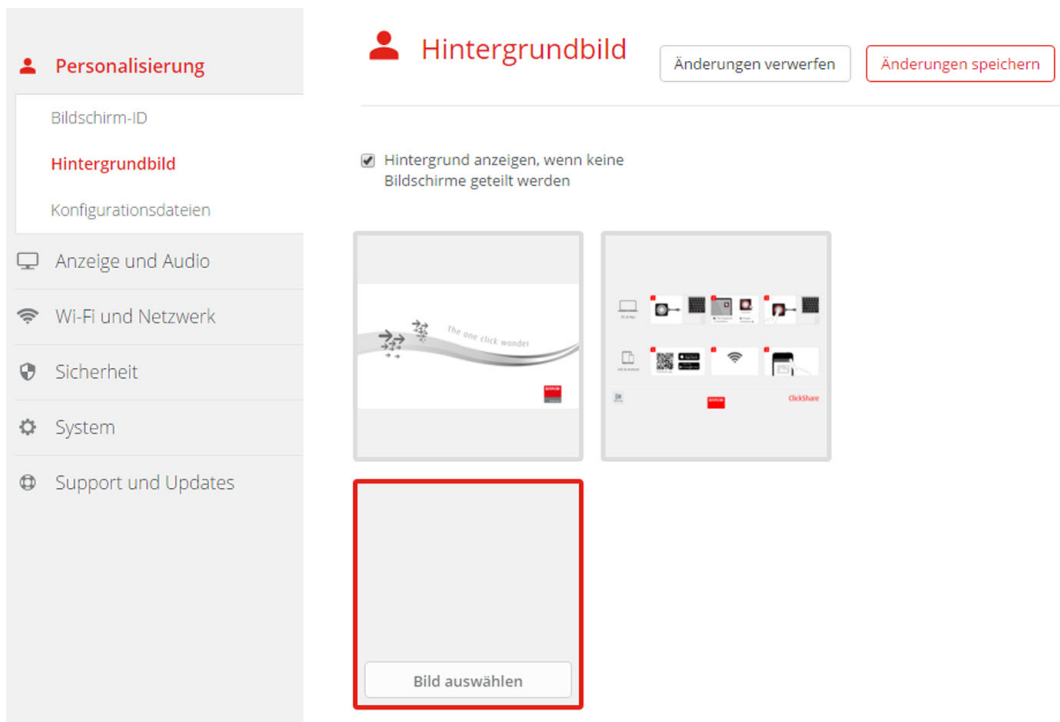 Personalisierung
Bildschirm-ID
Hintergrundbild
Konfigurationsdateien
Anzeige und Audio
Wi-Fi und Netzwerk
Sicherheit
System
Support und Updates
Hintergrundbild
Änderungen verwerfen
Änderungen speichern
Hintergrund anzeigen, wenn keine
Bildschirme geteilt werden
The one click wonder
ClickShare
Bild auswählen